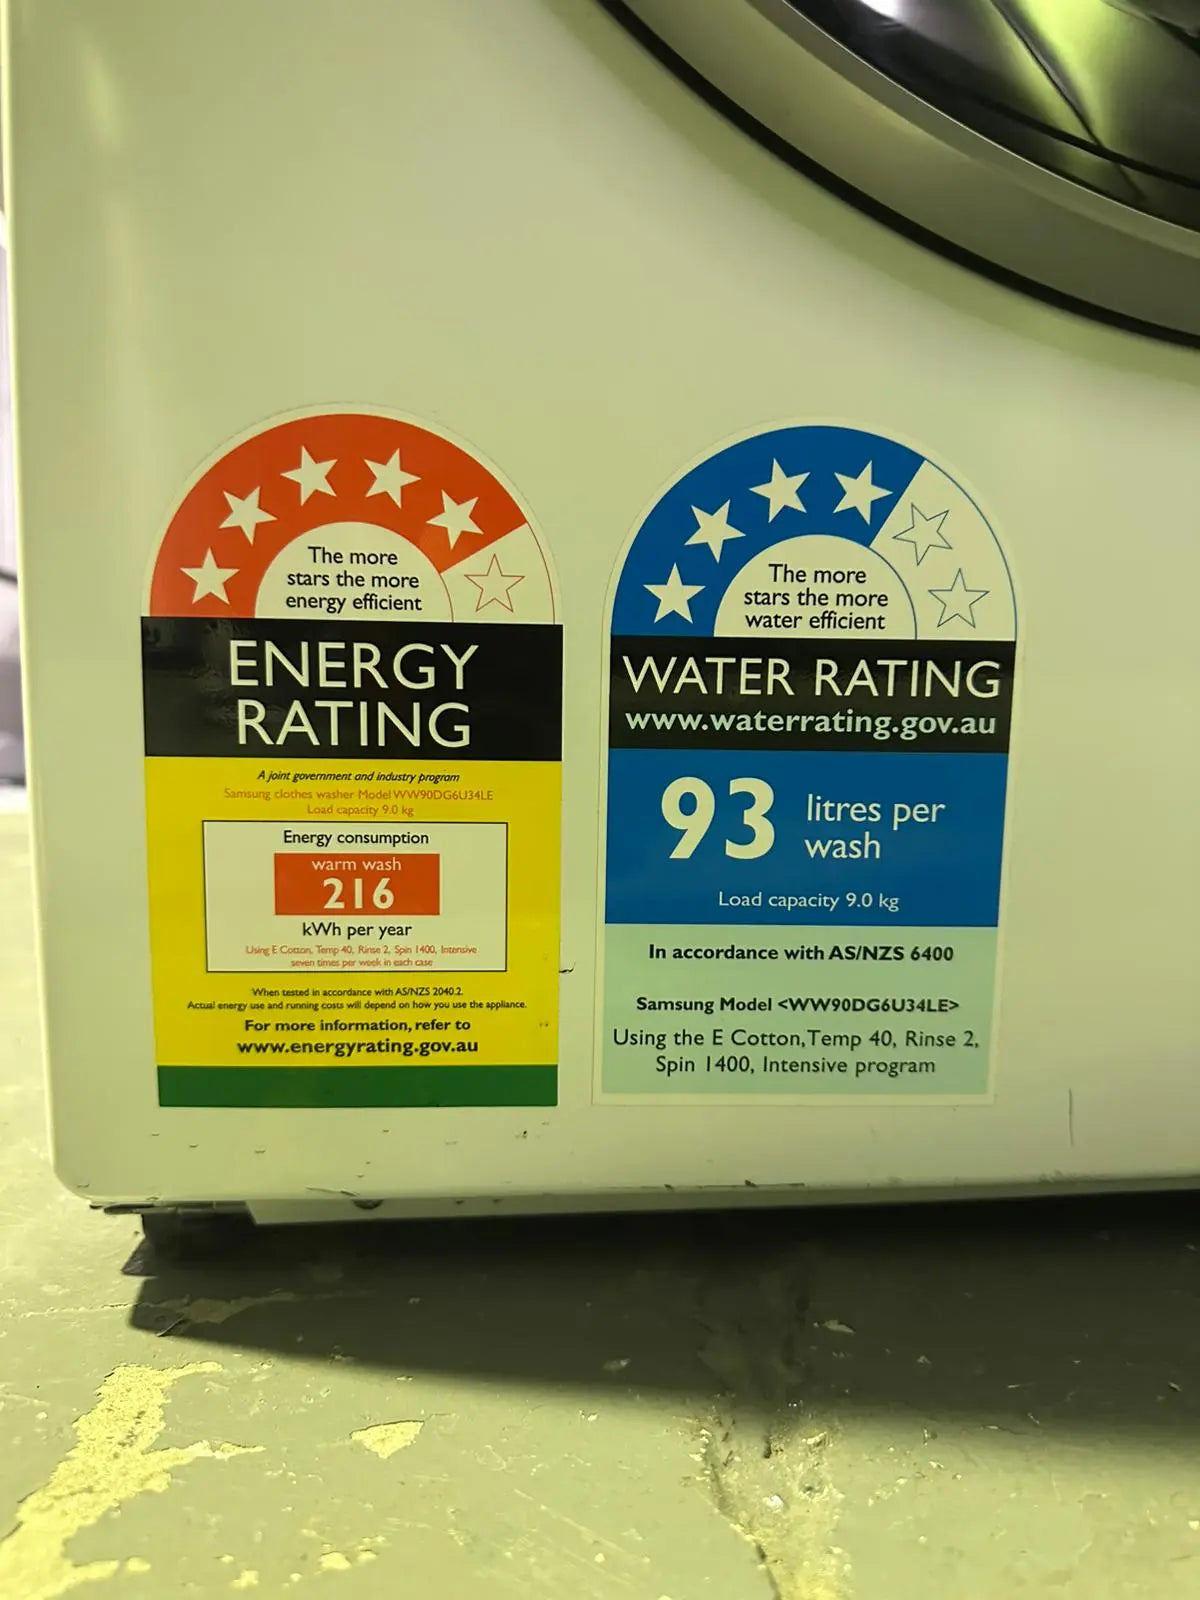 The more
stars the more
energy efficient
ENERGY
RATING
A joint government and industry program
Samsung clothes washer Model WW90DG6U34LE
Load capacity 9.0 kg
Energy consumption
warm wash
216
kWh per year
Using E Cotton, Temp 40, Rinse 2, Spin 1400, Intensive
seven times per week in each case
When tested in accordance with AS/NZS 2040.2.
Actual energy use and running costs will depend on how you use the appliance.
For more information, refer to
www.energyrating.gov.au
The more
stars the more
water efficient
WATER RATING
www.waterrating.gov.au
93 litres per
wash
Load capacity 9.0 kg
In accordance with AS/NZS 6400
Samsung Model <WW90DG6U34LE>
Using the E Cotton,Temp 40, Rinse 2,
Spin 1400, Intensive program